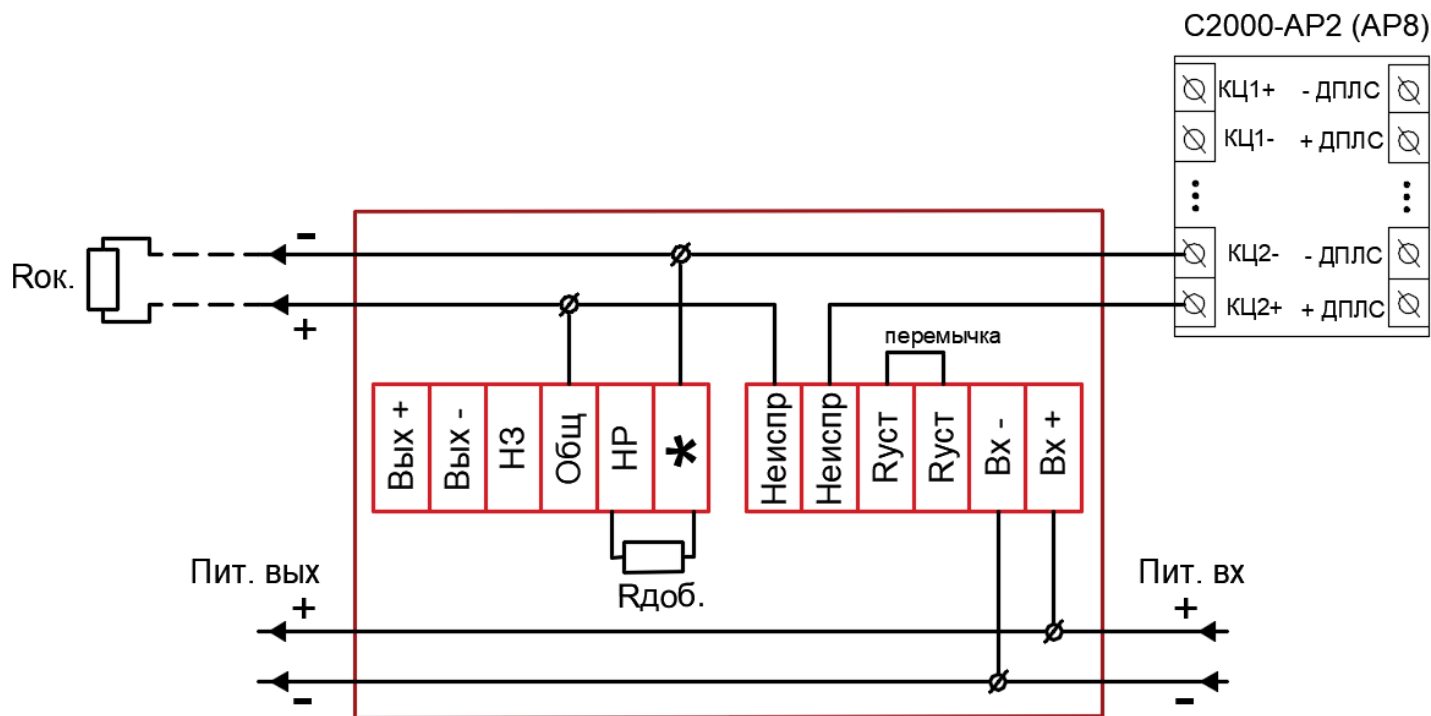 С2000-АР2 (АР8)
КЦ1+ - ДПЛС
КЦ1- + ДПЛС
КЦ2- - ДПЛС
КЦ2+ + ДПЛС
-
Rок.
+
перемычка
Вых +
Вых -
НЗ
Общ
НР
*
Неиспр
Неиспр
Rуст
Rуст
Вх -
Вх +
Rдоб.
Пит. вых
+
-
Пит. вх
+
-